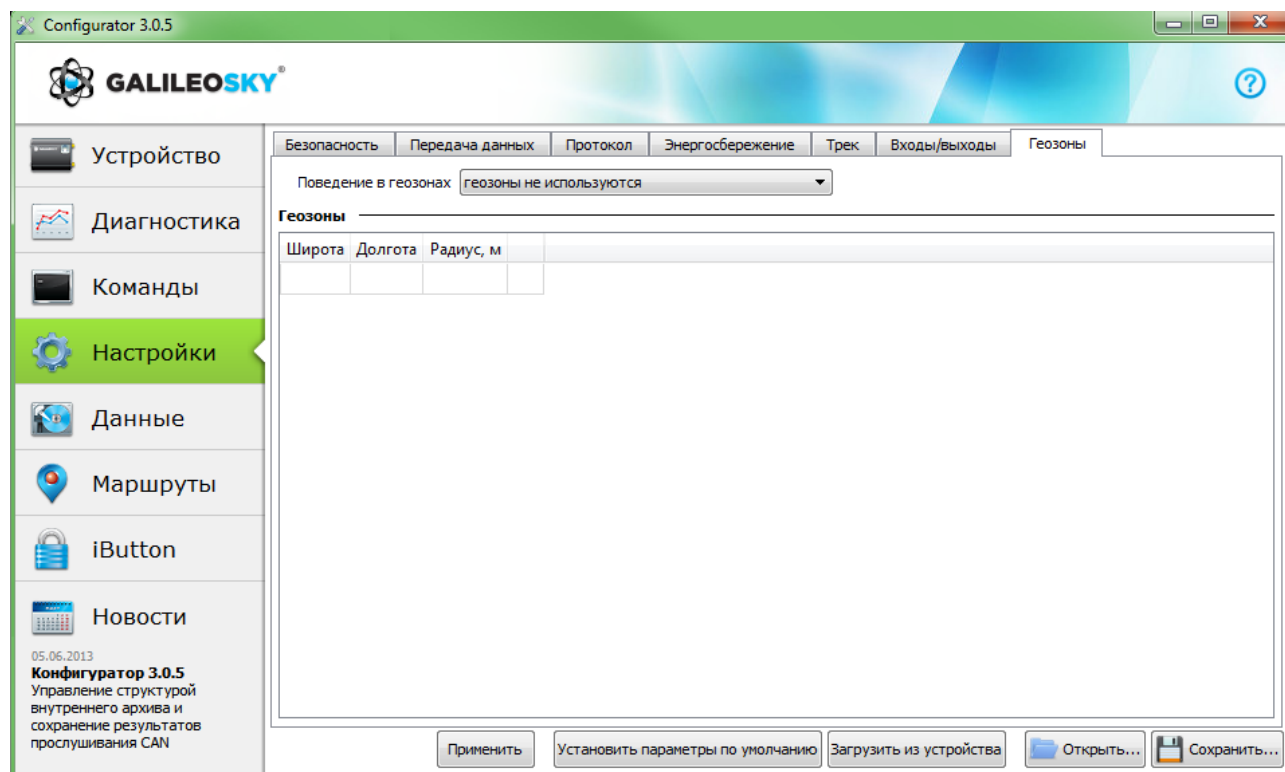 Configurator 3.0.5
GALILEOSKY®
?
Устройство
Диагностика
Команды
Настройки
Данные
Маршруты
iButton
Новости
05.06.2013
Конфигуратор 3.0.5
Управление структурой
внутреннего архива и
сохранение результатов
прослушивания CAN
Безопасность Передача данных Протокол Энергосбережение Трек Входы/выходы Геозоны
Поведение в геозонах геозоны не используются
Геозоны
Широта Долгота Радиус, м
Применить Установить параметры по умолчанию Загрузить из устройства Открыть... Сохранить...